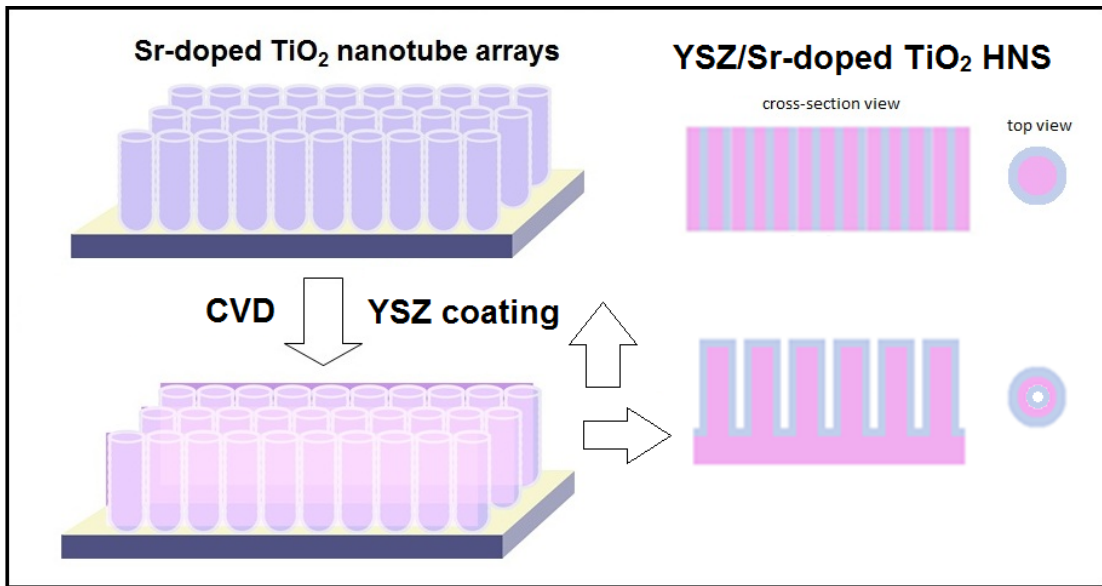 Sr-doped TiO₂ nanotube arrays
YSZ/Sr-doped TiO₂ HNS
cross-section view
top view
CVD
YSZ coating